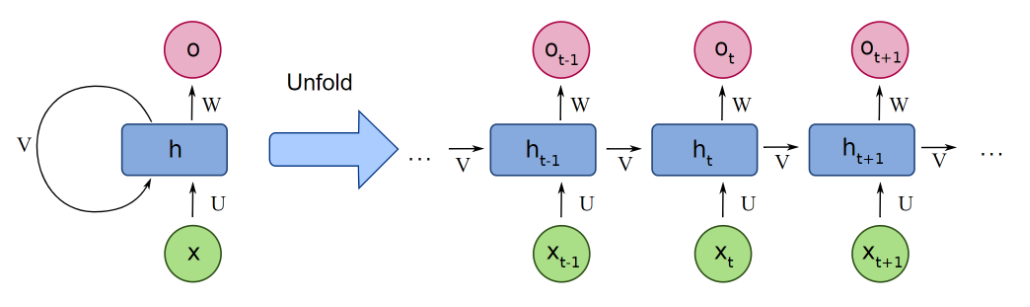 o
W
Unfold
V
h
U
x
o_{t-1} o_t o_{t+1}
W W W
... V h_{t-1} V h_t V h_{t+1} V ...
U U U
x_{t-1} x_t x_{t+1}